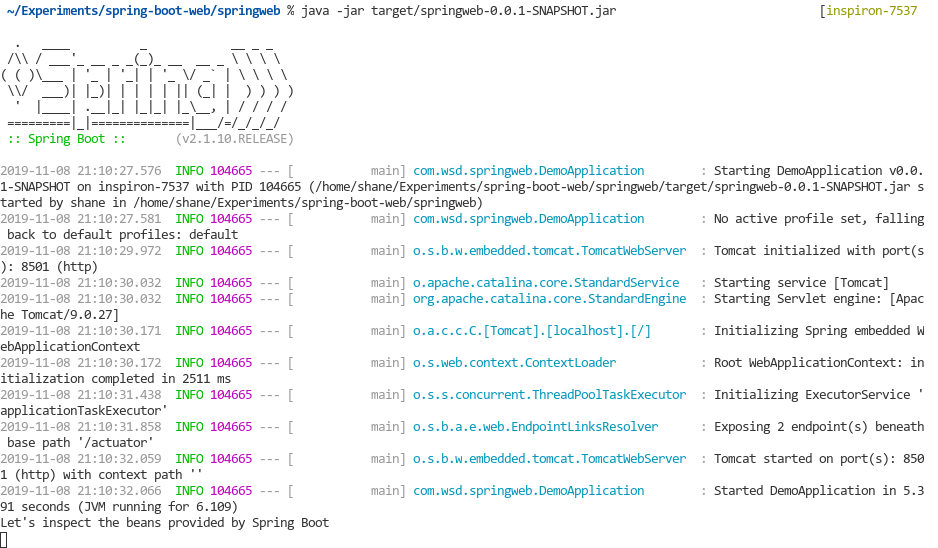 ~/Experiments/spring-boot-web/springweb % java -jar target/springweb-0.0.1-SNAPSHOT.jar [inspiron-7537
  .   ____          _            __ _ _
 /\\ / ___'_ __ _ _(_)_ __  __ _ \ \ \ \
( ( )\___ | '_ | '_| | '_ \/ _` | \ \ \ \
 \\/  ___)| |_)| | | | | || (_| |  ) ) ) )
  '  |____| .__|_| |_|_| |_\__, | / / / /
 =========|_|==============|___/=/_/_/_/
 :: Spring Boot ::       (v2.1.10.RELEASE)
2019-11-08 21:10:27.576  INFO 104665 --- [           main] com.wsd.springweb.DemoApplication        : Starting DemoApplication v0.0.
1-SNAPSHOT on inspiron-7537 with PID 104665 (/home/shane/Experiments/spring-boot-web/springweb/target/springweb-0.0.1-SNAPSHOT.jar s
tarted by shane in /home/shane/Experiments/spring-boot-web/springweb)
2019-11-08 21:10:27.581  INFO 104665 --- [           main] com.wsd.springweb.DemoApplication        : No active profile set, falling
 back to default profiles: default
2019-11-08 21:10:29.972  INFO 104665 --- [           main] o.s.b.w.embedded.tomcat.TomcatWebServer  : Tomcat initialized with port(s
): 8501 (http)
2019-11-08 21:10:30.032  INFO 104665 --- [           main] o.apache.catalina.core.StandardService   : Starting service [Tomcat]
2019-11-08 21:10:30.032  INFO 104665 --- [           main] org.apache.catalina.core.StandardEngine  : Starting Servlet engine: [Apac
he Tomcat/9.0.27]
2019-11-08 21:10:30.171  INFO 104665 --- [           main] o.a.c.c.C.[Tomcat].[localhost].[/]       : Initializing Spring embedded W
ebApplicationContext
2019-11-08 21:10:30.172  INFO 104665 --- [           main] o.s.web.context.ContextLoader            : Root WebApplicationContext: in
itialization completed in 2511 ms
2019-11-08 21:10:31.438  INFO 104665 --- [           main] o.s.s.concurrent.ThreadPoolTaskExecutor  : Initializing ExecutorService '
applicationTaskExecutor'
2019-11-08 21:10:31.858  INFO 104665 --- [           main] o.s.b.a.e.web.EndpointLinksResolver      : Exposing 2 endpoint(s) beneath
 base path '/actuator'
2019-11-08 21:10:32.059  INFO 104665 --- [           main] o.s.b.w.embedded.tomcat.TomcatWebServer  : Tomcat started on port(s): 850
1 (http) with context path ''
2019-11-08 21:10:32.066  INFO 104665 --- [           main] com.wsd.springweb.DemoApplication        : Started DemoApplication in 5.3
91 seconds (JVM running for 6.109)
Let's inspect the beans provided by Spring Boot